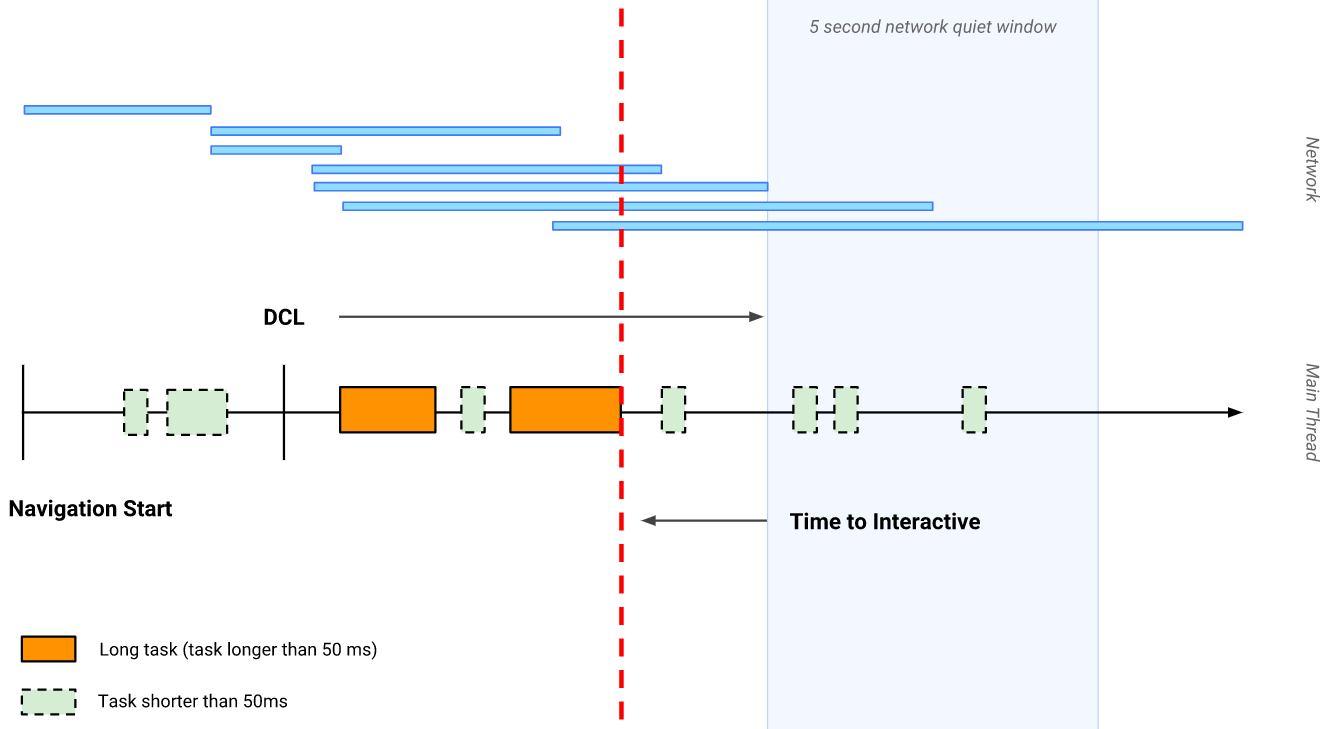 5 second network quiet window
Network
DCL
Main Thread
Navigation Start
Time to Interactive
Long task (task longer than 50 ms)
Task shorter than 50ms